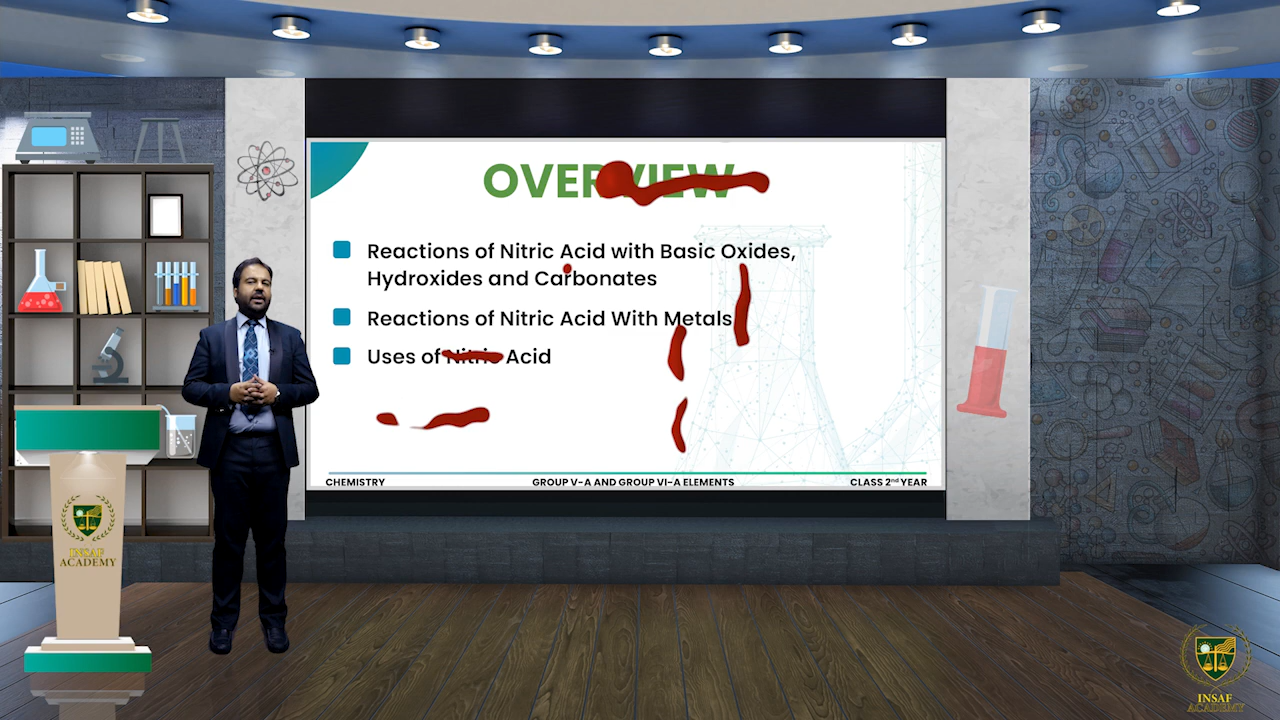 OVERVIEW
Reactions of Nitric Acid with Basic Oxides,
Hydroxides and Carbonates
Reactions of Nitric Acid With Metals
Uses of Nitric Acid
CHEMISTRY
GROUP V-A AND GROUP VI-A ELEMENTS
CLASS 2nd YEAR
INSAF
ACADEMY
INSAF
ACADEMY